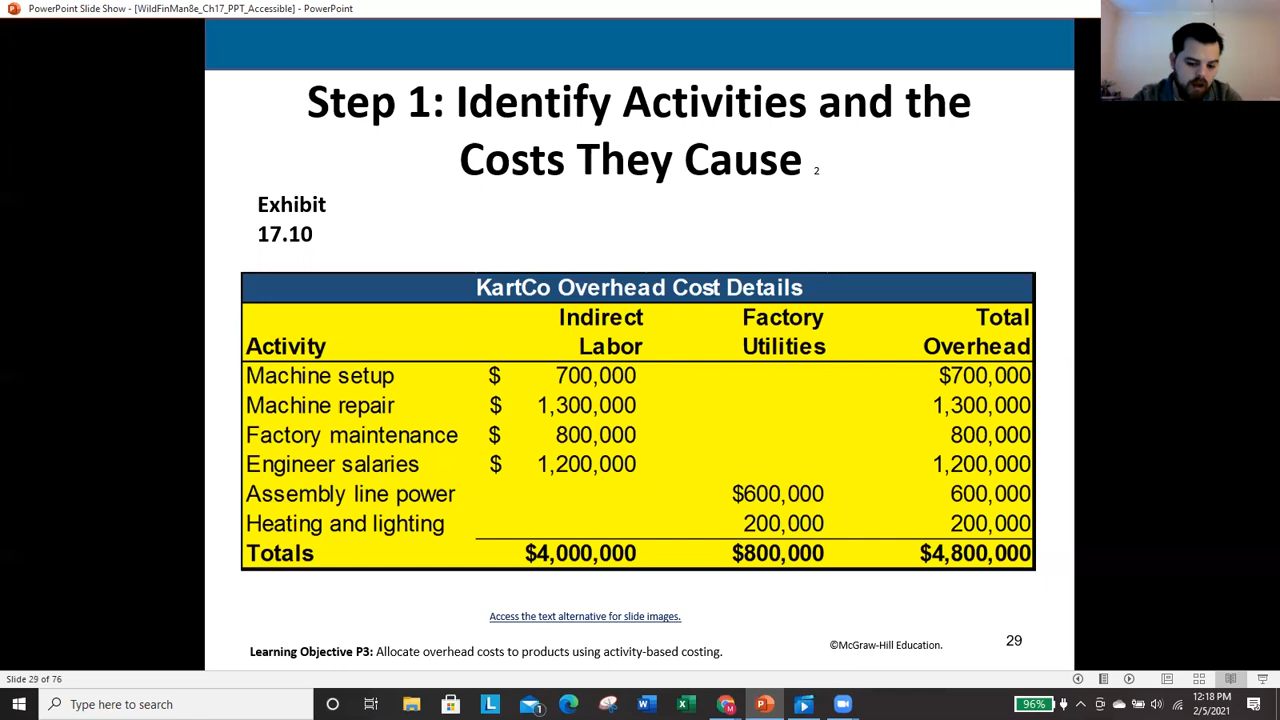 PowerPoint Slide Show - [WildFinMan8e_Ch17_PPT_Accessible] - PowerPoint
Step 1: Identify Activities and the
Costs They Cause 2
Exhibit
17.10
KartCo Overhead Cost Details
Indirect Factory Total
Activity Labor Utilities Overhead
Machine setup $ 700,000 $700,000
Machine repair $ 1,300,000 1,300,000
Factory maintenance $ 800,000 800,000
Engineer salaries $ 1,200,000 1,200,000
Assembly line power $600,000 600,000
Heating and lighting 200,000 200,000
Totals $4,000,000 $800,000 $4,800,000
Access the text alternative for slide images.
Learning Objective P3: Allocate overhead costs to products using activity-based costing. ©McGraw-Hill Education. 29
Slide 29 of 76
Type here to search 96% 12:18 PM
2/5/2021